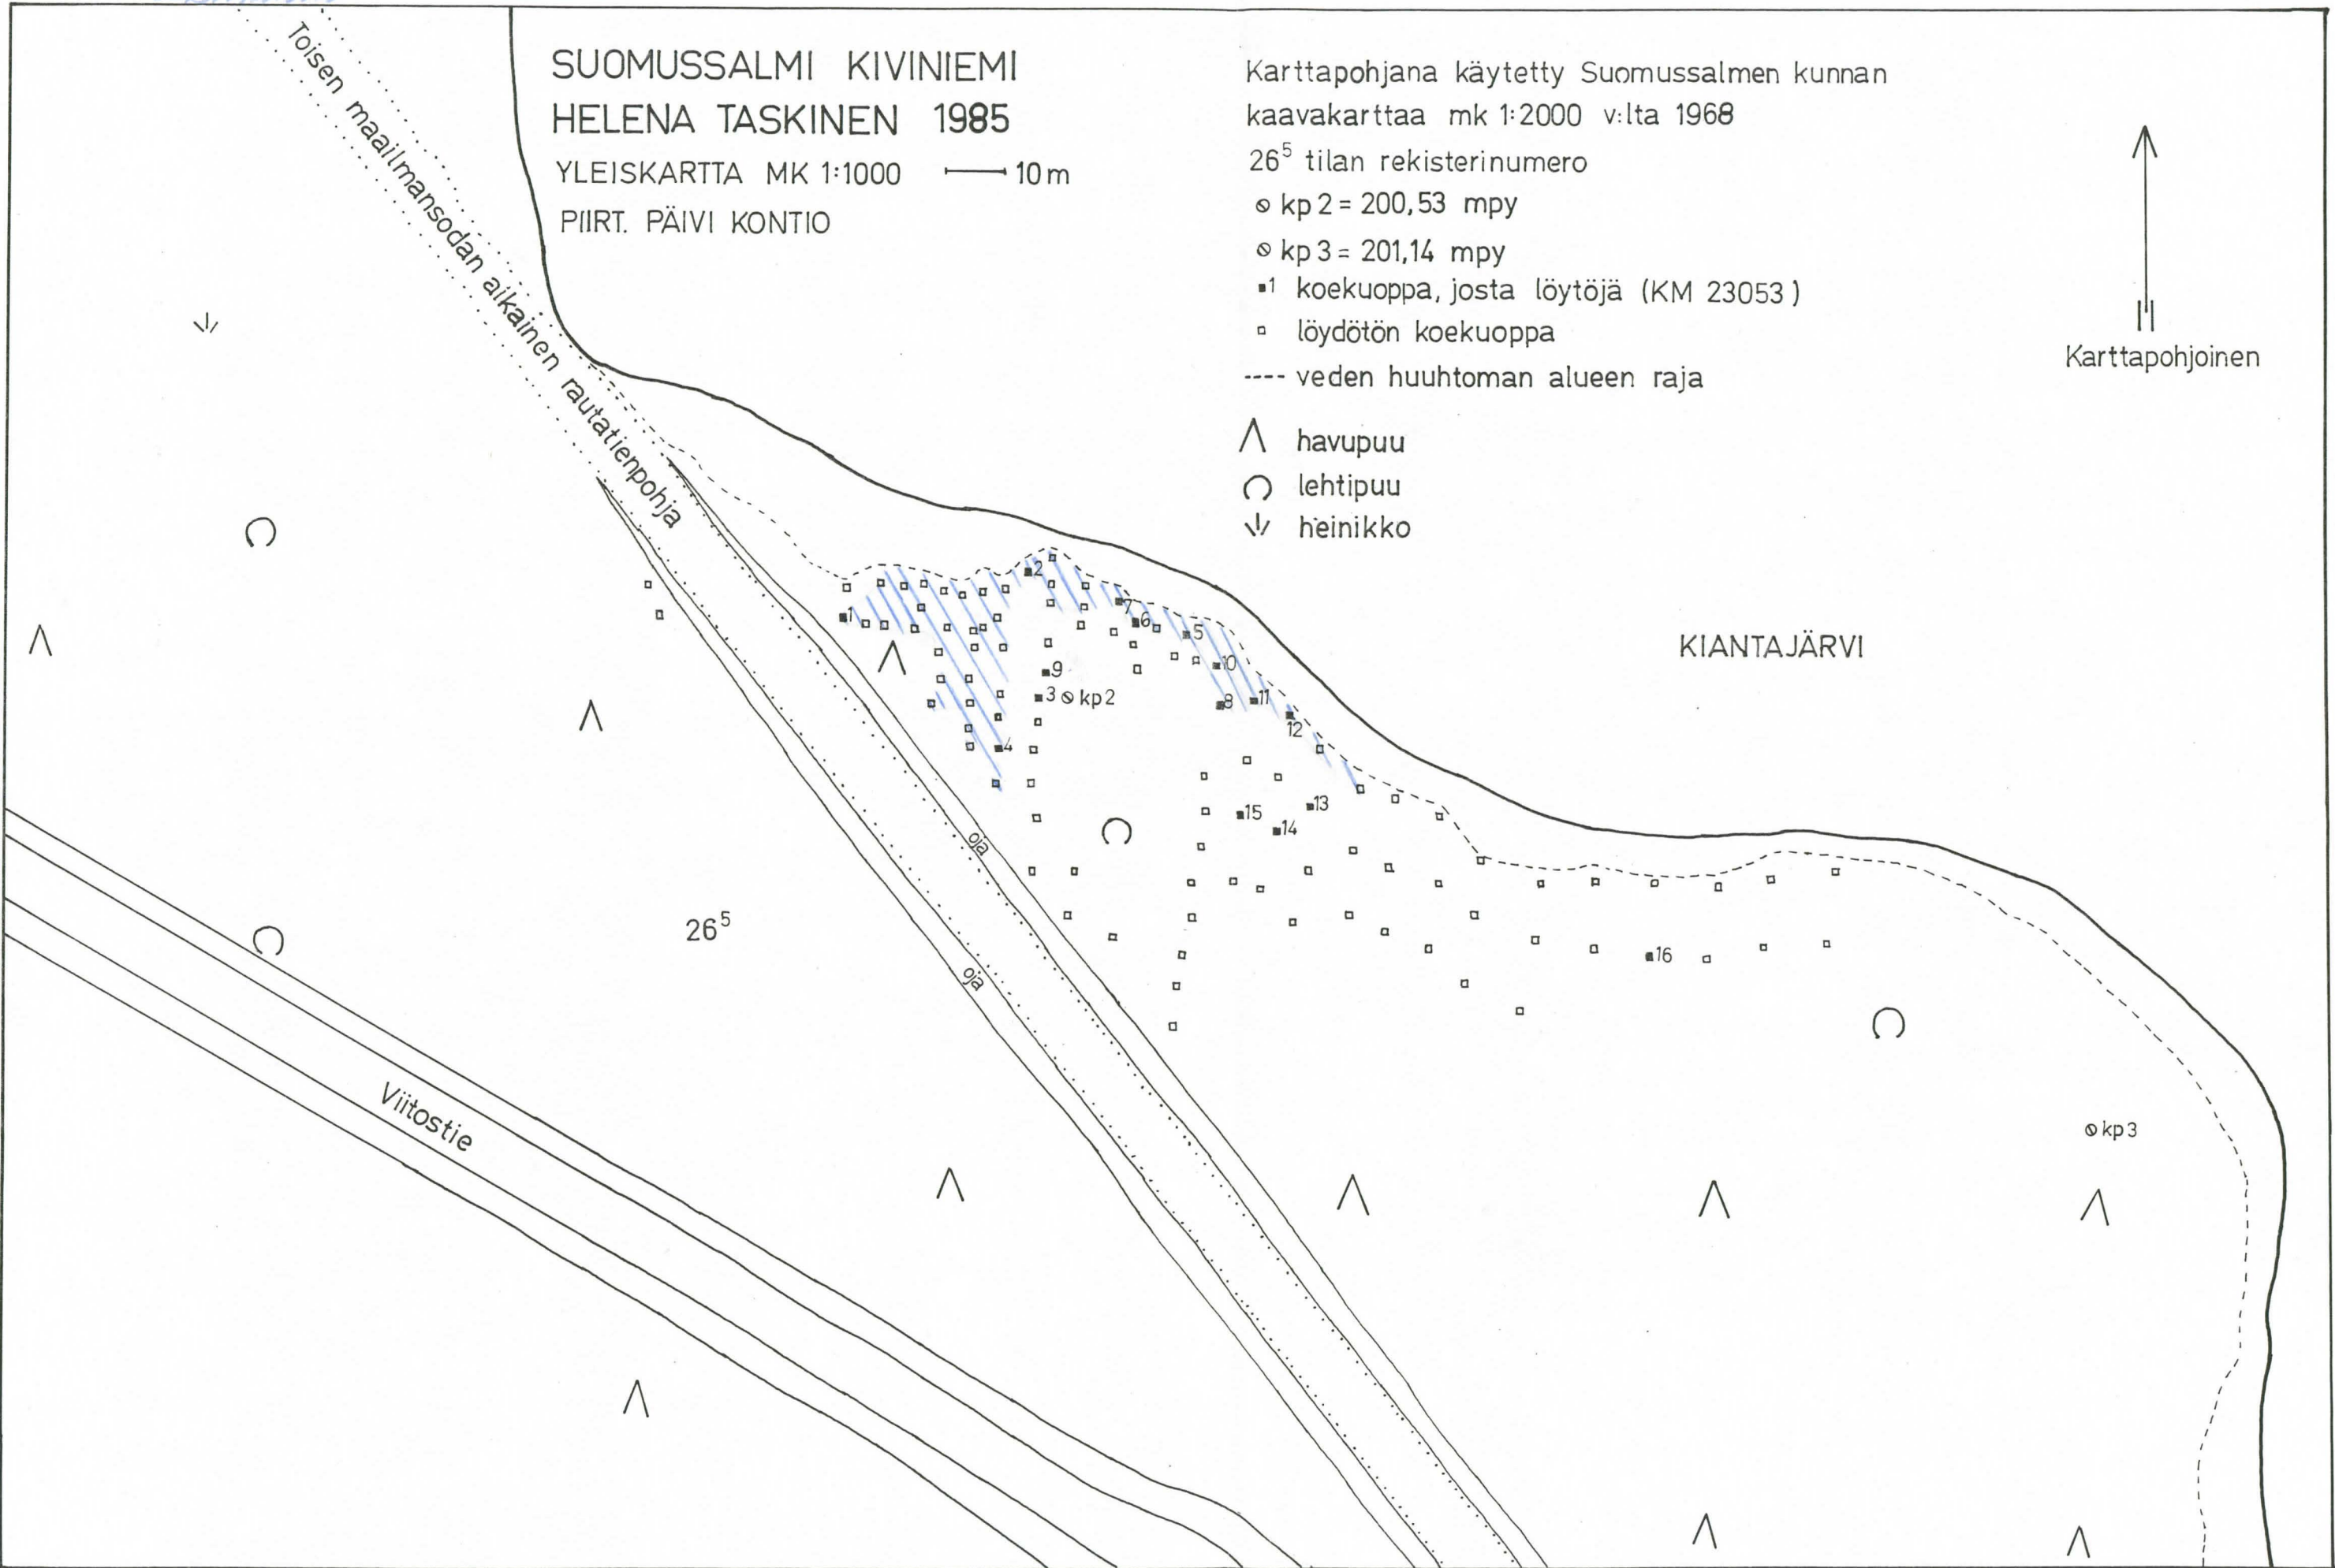 Toisen maailmansodan aikainen rautatienpohja
SUOMUSSALMI KIVINIEMI
HELENA TASKINEN 1985
YLEISKARTTA MK 1:1000 10 m
PIIRT. PÄIVI KONTIO
Karttapohjana käytetty Suomussalmen kunnan
kaavakarttaa mk 1:2000 v:lta 1968
26⁵ tilan rekisterinumero
kp 2 = 200,53 mpy
kp 3 = 201,14 mpy
1 koekuoppa, josta löytöjä (KM 23053)
löydötön koekuoppa
---- veden huuhtoman alueen raja
havupuu
lehtipuu
heinikko
Karttapohjoinen
KIANTAJÄRVI
2
1
7
6
5
10
9
3 kp2
8
11
12
4
15
13
14
oja
26⁵
oja
16
Viitostie
kp3